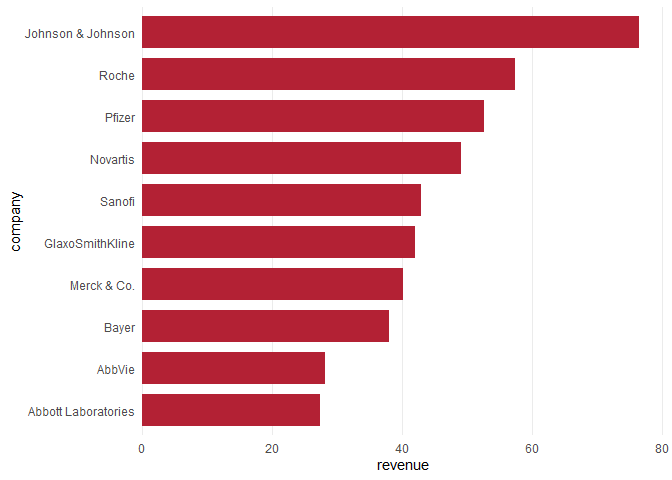 Johnson & Johnson
Roche
Pfizer
Novartis
Sanofi
GlaxoSmithKline
Merck & Co.
Bayer
AbbVie
Abbott Laboratories
company
0 20 40 60 80
revenue